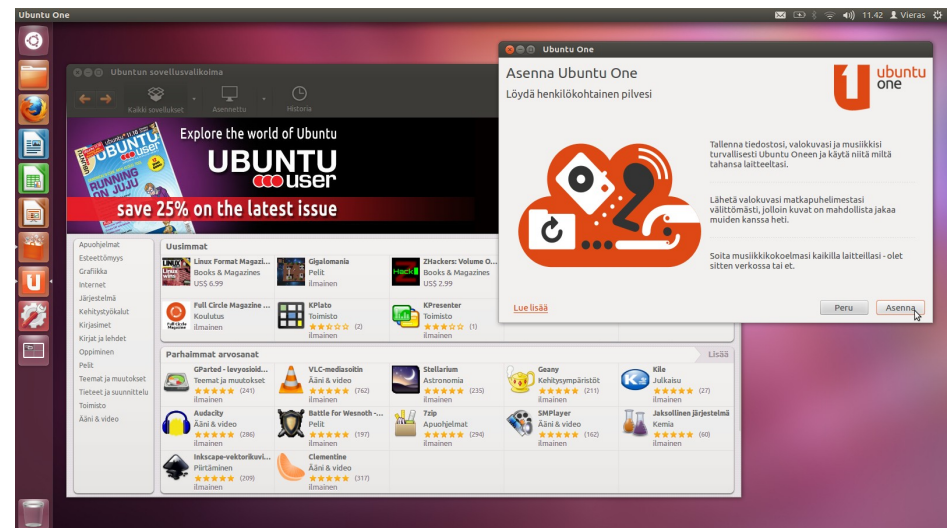 Ubuntu One
11.42 Vieras
Ubuntun sovellusvalikoima
Kaikki sovellukset
Asennettu
Historia
Explore the world of Ubuntu
UBUNTU
user
save 25% on the latest issue
UBUNTU
RUNNING
ON JUJU
Apuohjelmat
Esteettömyys
Grafiikka
Internet
Järjestelmä
Kehitystyökalut
Kirjasimet
Kirjat ja lehdet
Oppiminen
Pelit
Teemat ja muutokset
Tieteet ja suunnittelu
Toimisto
Ääni & video
Uusimmat
Linux Format Magazi...
Books & Magazines
US$ 6.99
Gigalomania
Pelit
ilmainen
Hack
ZHackers: Volume O...
Books & Magazines
US$ 2.99
Full Circle Magazine ...
Koulutus
ilmainen
KPlato
Toimisto
(2)
ilmainen
KPresenter
Toimisto
(1)
ilmainen
Parhaimmat arvosanat
Lisää
GParted - levyosioid...
Teemat ja muutokset
(241)
ilmainen
VLC-mediasoitin
Ääni & video
(762)
ilmainen
Stellarium
Astronomia
(235)
ilmainen
Geany
Kehitysympäristöt
(211)
ilmainen
Kile
Julkaisu
(27)
ilmainen
Audacity
Ääni & video
(286)
ilmainen
Battle for Wesnoth -...
Pelit
(197)
ilmainen
7zip
Apuohjelmat
(294)
ilmainen
SMPlayer
Ääni & video
(162)
ilmainen
Jaksollinen järjestelmä
Kemia
(60)
ilmainen
Inkscape-vektorikuvi...
Piirtäminen
(209)
ilmainen
Clementine
Ääni & video
(317)
ilmainen
Ubuntu One
Asenna Ubuntu One
Löydä henkilökohtainen pilvesi
ubuntu
one
Tallenna tiedostosi, valokuvasi ja musiikkisi
turvallisesti Ubuntu Oneen ja käytä niitä miltä
tahansa laitteeltasi.
Lähetä valokuvasi matkapuhelimestasi
välittömästi, jolloin kuvat on mahdollista jakaa
muiden kanssa heti.
Soita musiikkikokoelmasi kaikilla laitteillasi - olet
sitten verkossa tai et.
Lue lisää
Peru
Asenna